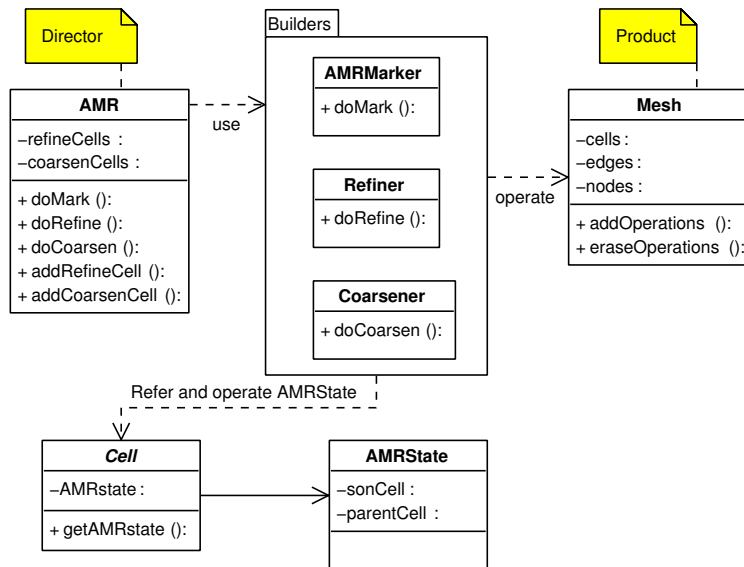 Director
Builders
Product
AMR
−refineCells :
−coarsenCells :
+ doMark ():
+ doRefine ():
+ doCoarsen ():
+ addRefineCell ():
+ addCoarsenCell ():
use
AMRMarker
+ doMark ():
Refiner
+ doRefine ():
Coarsener
+ doCoarsen ():
operate
Mesh
−cells:
−edges:
−nodes:
+ addOperations ():
+ eraseOperations ():
Refer and operate AMRState
Cell
−AMRstate :
+ getAMRstate ():
AMRState
−sonCell :
−parentCell :